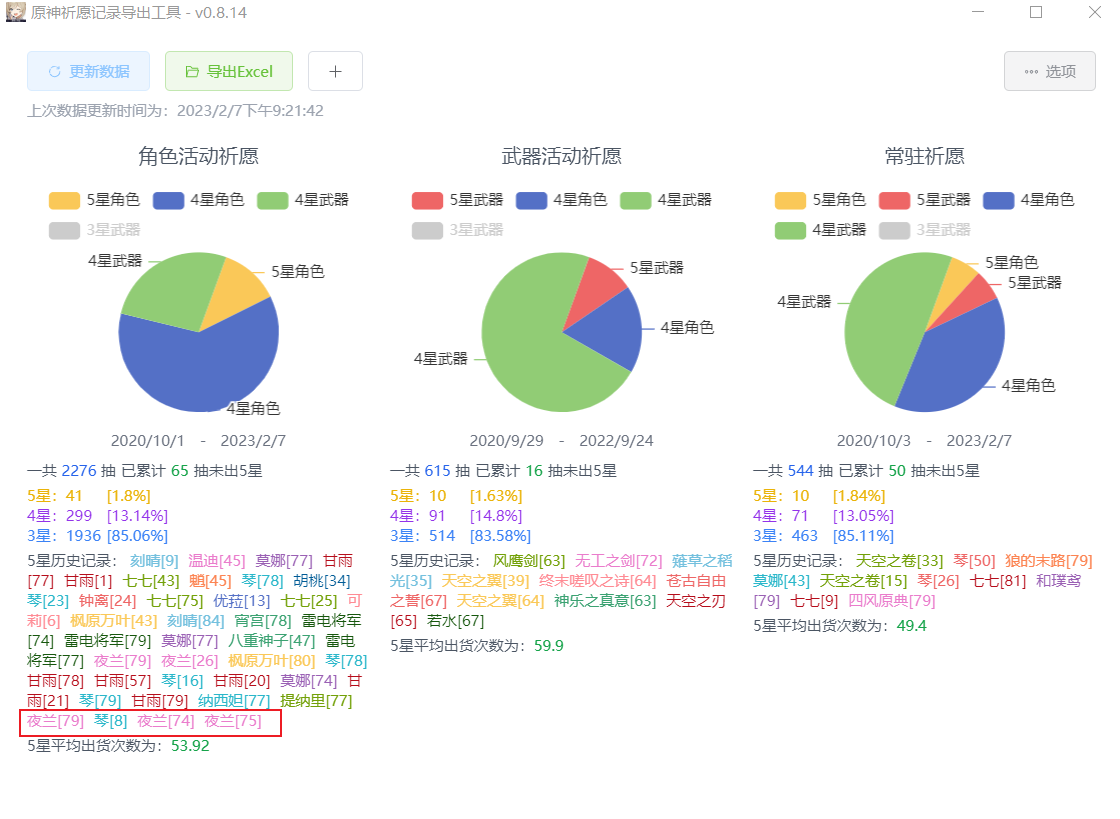 原神祈愿记录导出工具 - v0.8.14
更新数据
导出Excel
选项
上次数据更新时间为：2023/2/7下午9:21:42
角色活动祈愿
5星角色 4星角色 4星武器
3星武器
4星武器
5星角色
4星角色
2020/10/1 - 2023/2/7
一共 2276 抽 已累计 65 抽未出5星
5星：41 [1.8%]
4星：299 [13.14%]
3星：1936 [85.06%]
5星历史记录： 刻晴[9] 温迪[45] 莫娜[77] 甘雨
[77] 甘雨[1] 七七[43] 魈[45] 琴[78] 胡桃[34]
琴[23] 钟离[24] 七七[75] 优菈[13] 七七[25] 可
莉[6] 枫原万叶[43] 刻晴[84] 宵宫[78] 雷电将军
[74] 雷电将军[79] 莫娜[77] 八重神子[47] 雷电
将军[77] 夜兰[79] 夜兰[26] 枫原万叶[80] 琴[78]
甘雨[78] 甘雨[57] 琴[16] 甘雨[20] 莫娜[74] 甘
雨[21] 琴[79] 甘雨[79] 纳西妲[77] 提纳里[77]
夜兰[79] 琴[8] 夜兰[74] 夜兰[75]
5星平均出货次数为：53.92
武器活动祈愿
5星武器 4星角色 4星武器
3星武器
5星武器
4星角色
4星武器
2020/9/29 - 2022/9/24
一共 615 抽 已累计 16 抽未出5星
5星：10 [1.63%]
4星：91 [14.8%]
3星：514 [83.58%]
5星历史记录： 风鹰剑[63] 无工之剑[72] 薙草之稻
光[35] 天空之翼[39] 终末嗟叹之诗[64] 苍古自由
之誓[67] 天空之翼[64] 神乐之真意[63] 天空之刃
[65] 若水[67]
5星平均出货次数为：59.9
常驻祈愿
5星角色 5星武器 4星角色
4星武器 3星武器
5星角色
5星武器
4星武器
4星角色
2020/10/3 - 2023/2/7
一共 544 抽 已累计 50 抽未出5星
5星：10 [1.84%]
4星：71 [13.05%]
3星：463 [85.11%]
5星历史记录： 天空之卷[33] 琴[50] 狼的末路[79]
莫娜[43] 天空之卷[15] 琴[26] 七七[81] 和璞鸢
[79] 七七[9] 四风原典[79]
5星平均出货次数为：49.4